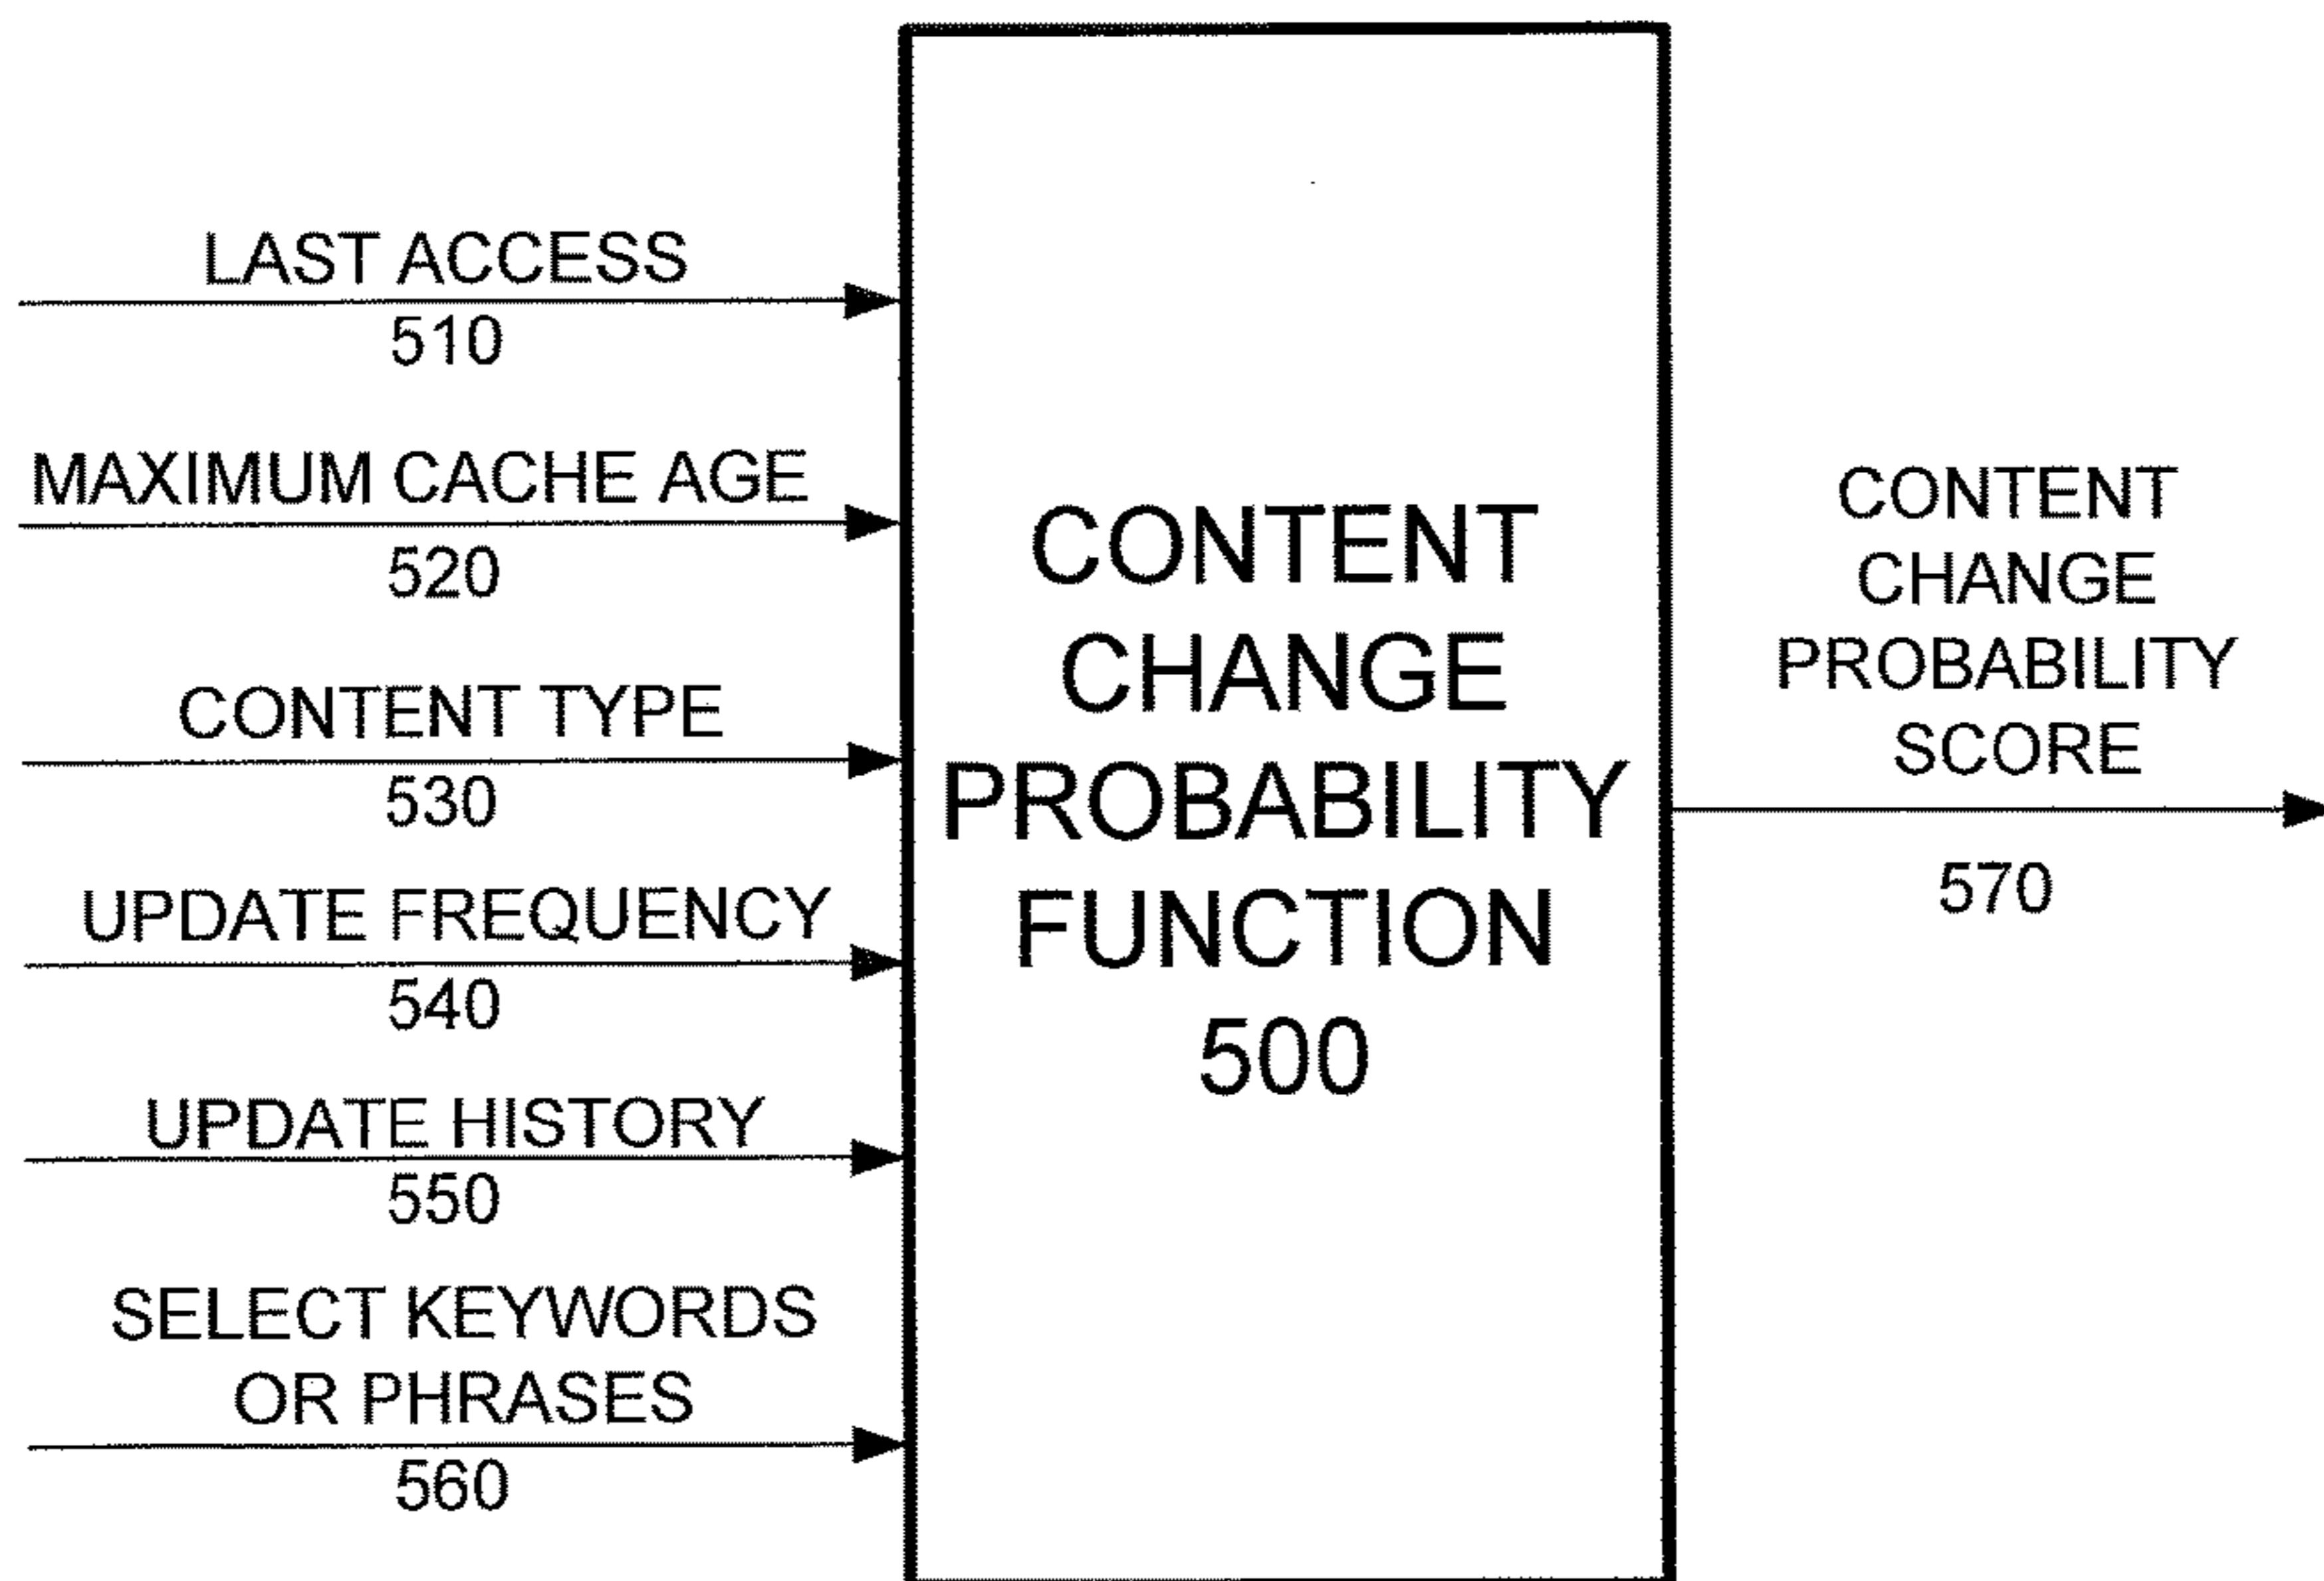 LAST ACCESS
510
MAXIMUM CACHE AGE
520
CONTENT TYPE
530
UPDATE FREQUENCY
540
UPDATE HISTORY
550
SELECT KEYWORDS
OR PHRASES
560
CONTENT
CHANGE
PROBABILITY
FUNCTION
500
CONTENT
CHANGE
PROBABILITY
SCORE
570